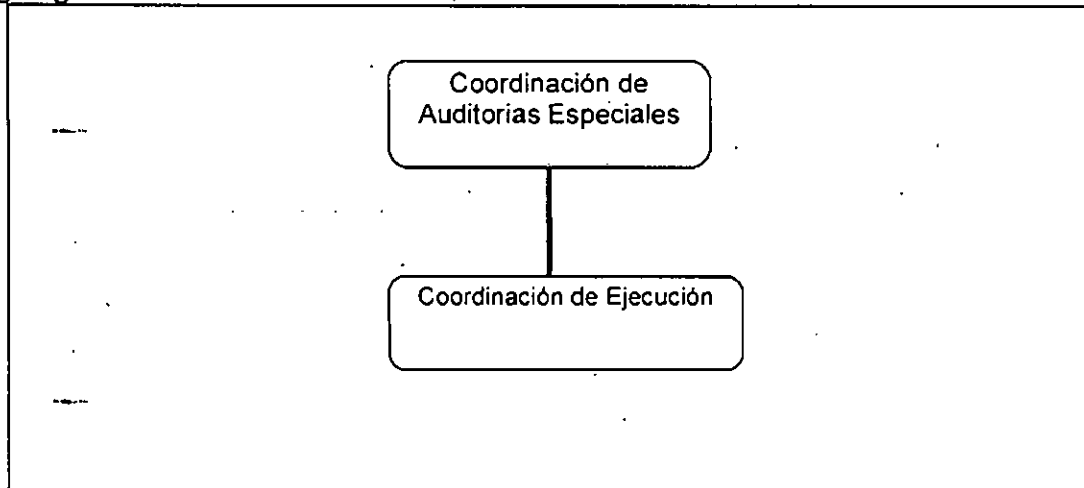 Coordinación de
Auditorias Especiales
Coordinación de Ejecución